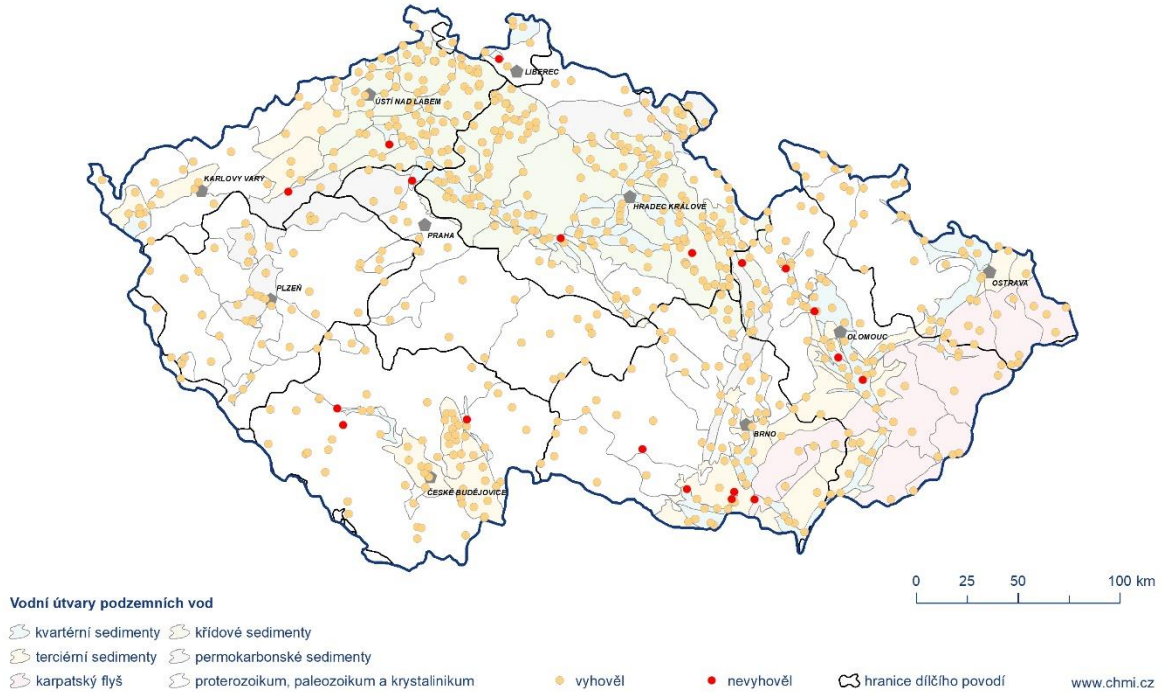 LIBEREC
ÚSTÍ NAD LABEM
KARLOVY VARY
HRADEC KRÁLOVÉ
PRAHA
PLZEŇ
OSTRAVA
OLOMOUC
BRNO
ČESKÉ BUDĚJOVICE
0 25 50 100 km
Vodní útvary podzemních vod
kvartérní sedimenty křídové sedimenty
terciérní sedimenty permokarbonské sedimenty
karpatský flyš proterozoikum, paleozoikum a krystalinikum vyhověl nevyhověl hranice dílčího povodí www.chmi.cz